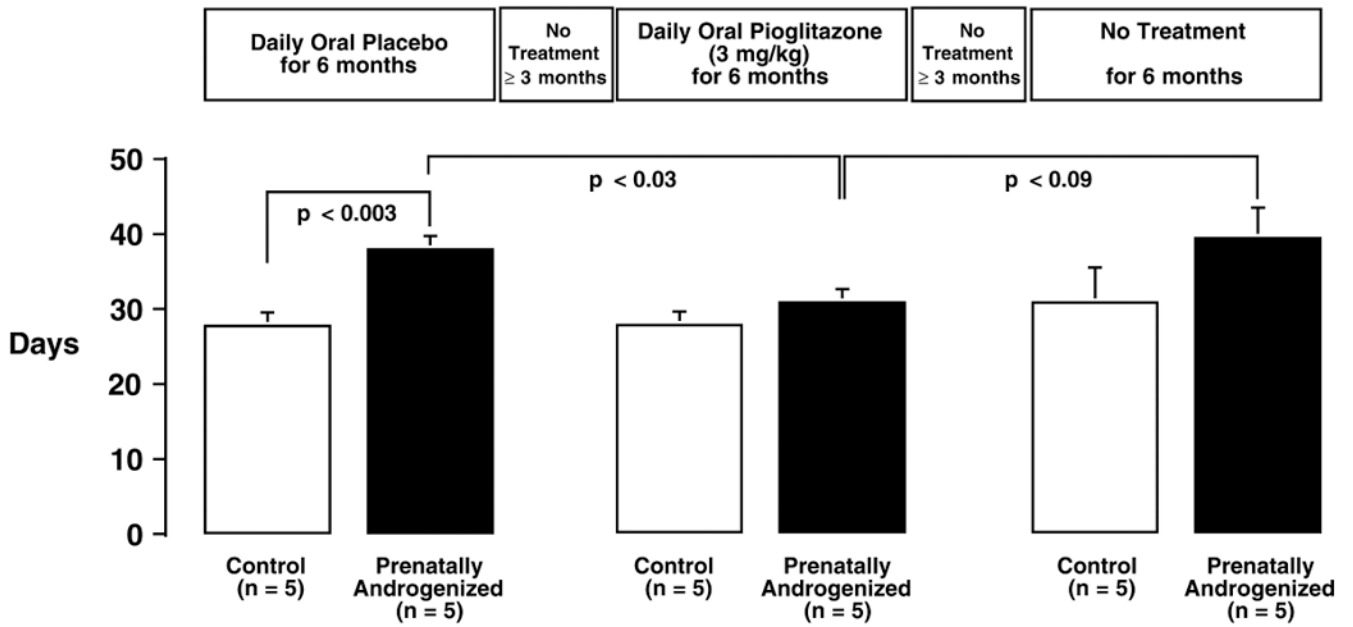 Daily Oral Placebo
for 6 months
No
Treatment
≥ 3 months
Daily Oral Pioglitazone
(3 mg/kg)
for 6 months
No
Treatment
≥ 3 months
No Treatment
for 6 months
50
40
30
20
10
0
Days
p < 0.003
p < 0.03
p < 0.09
Control
(n = 5)
Prenatally
Androgenized
(n = 5)
Control
(n = 5)
Prenatally
Androgenized
(n = 5)
Control
(n = 5)
Prenatally
Androgenized
(n = 5)